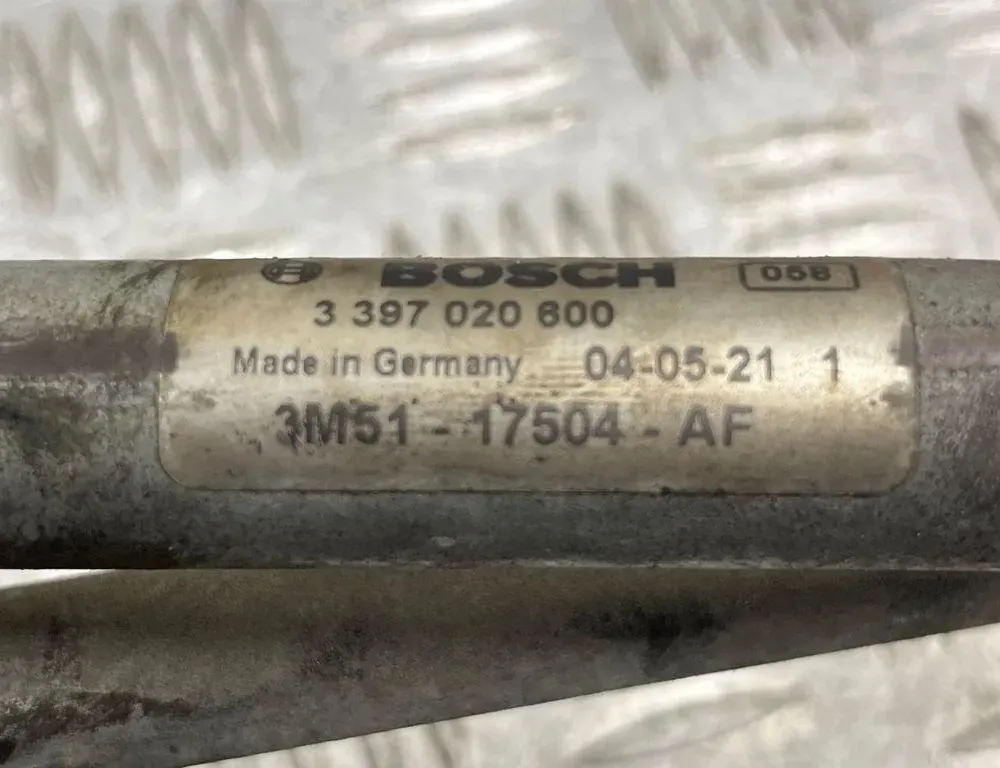 BOSCH 058
3 397 020 600
Made in Germany 04-05-21 1
3M51-17504-AF